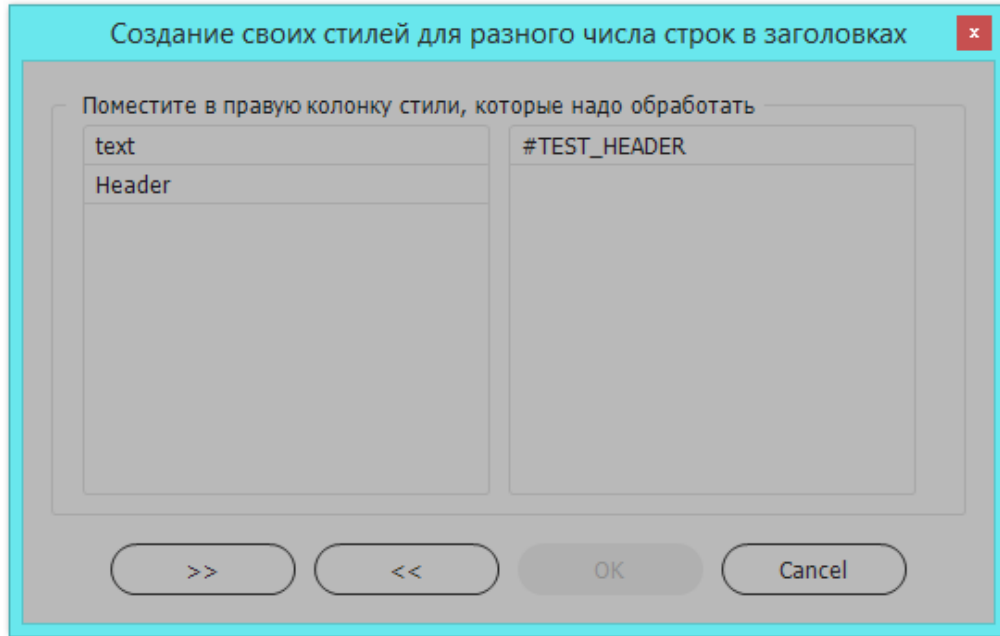 Создание своих стилей для разного числа строк в заголовках
x
Поместите в правую колонку стили, которые надо обработать
text
#TEST_HEADER
Header
>>
<<
OK
Cancel